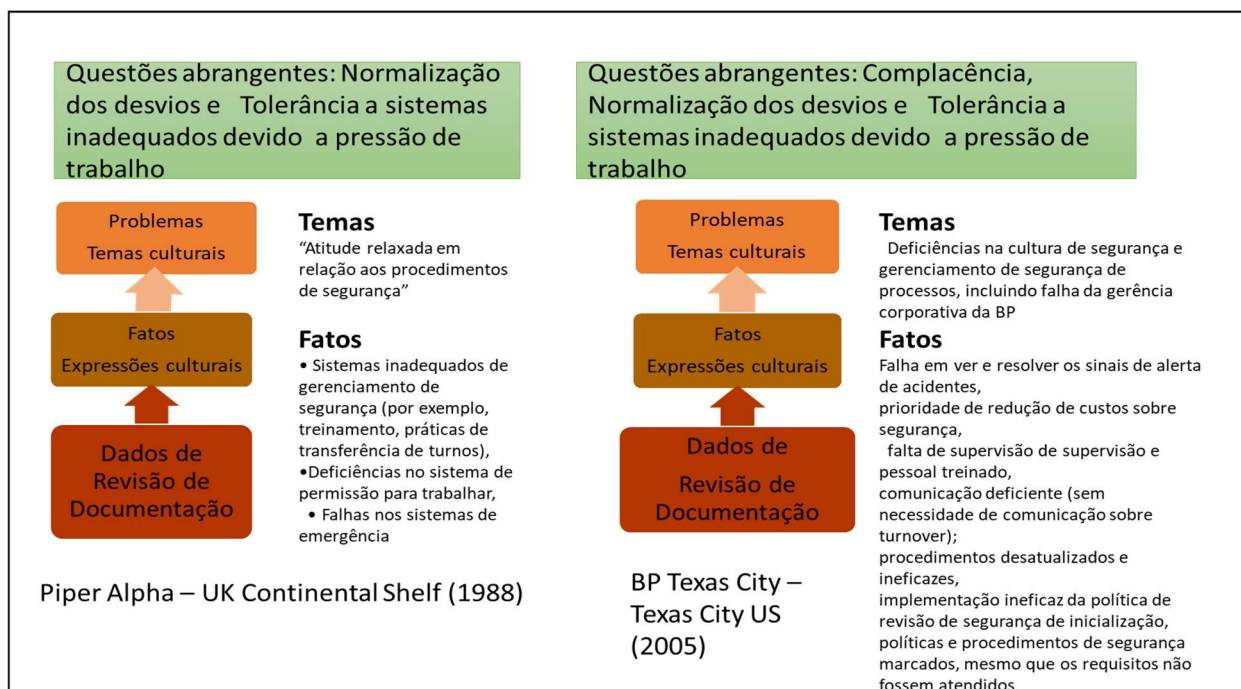 Questões abrangentes: Normalização
dos desvios e   Tolerância a sistemas
inadequados devido  a pressão de
trabalho
Problemas
Temas culturais
Temas
“Atitude relaxada em
relação aos procedimentos
de segurança”
Fatos
Expressões culturais
Fatos
• Sistemas inadequados de
gerenciamento de
segurança (por exemplo,
treinamento, práticas de
transferência de turnos),
•Deficiências no sistema de
permissão para trabalhar,
• Falhas nos sistemas de
emergência
Dados de
Revisão de
Documentação
Piper Alpha – UK Continental Shelf (1988)
Questões abrangentes: Complacência,
Normalização dos desvios e   Tolerância a
sistemas inadequados devido  a pressão de
trabalho
Problemas
Temas culturais
Temas
Deficiências na cultura de segurança e
gerenciamento de segurança de
processos, incluindo falha da gerência
corporativa da BP
Fatos
Expressões culturais
Fatos
Falha em ver e resolver os sinais de alerta
de acidentes,
prioridade de redução de custos sobre
segurança,
falta de supervisão de supervisão e
pessoal treinado,
comunicação deficiente (sem
necessidade de comunicação sobre
turnover);
procedimentos desatualizados e
ineficazes,
implementação ineficaz da política de
revisão de segurança de inicialização,
políticas e procedimentos de segurança
marcados, mesmo que os requisitos não
fossem atendidos
Dados de
Revisão de
Documentação
BP Texas City –
Texas City US
(2005)